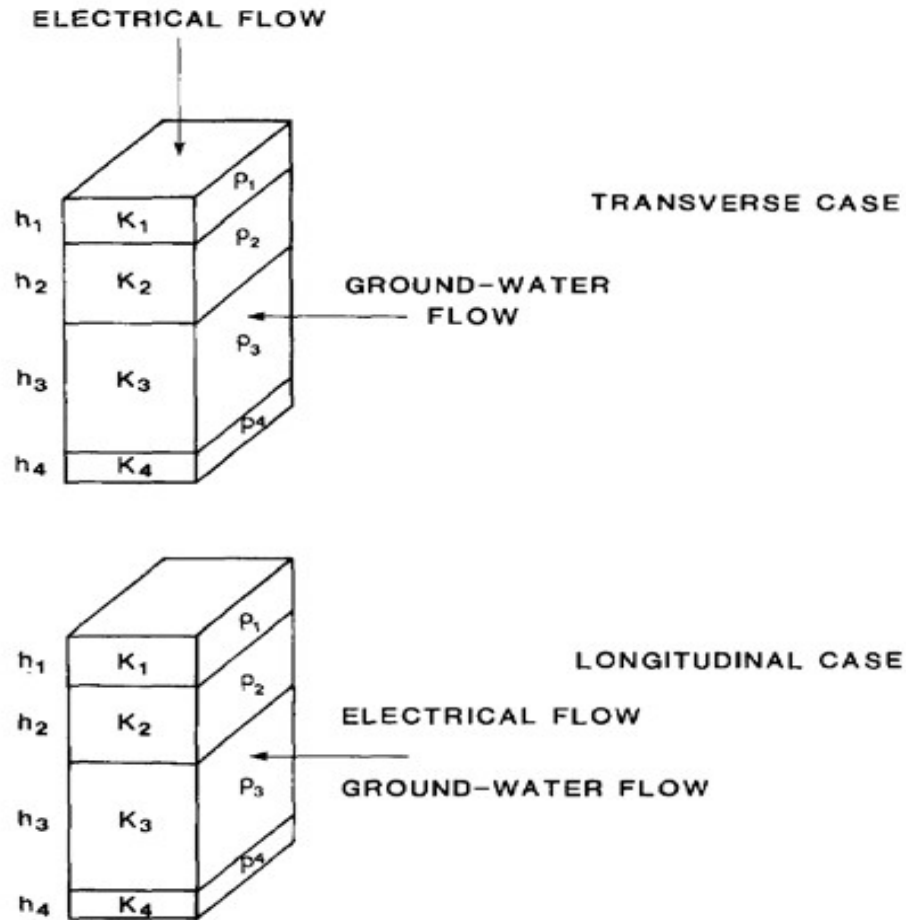 ELECTRICAL FLOW
h₁ K₁ ρ₁
TRANSVERSE CASE
h₂ K₂ ρ₂
GROUND-WATER
FLOW
h₃ K₃ ρ₃
h₄ K₄ ρ₄
h₁ K₁ ρ₁
LONGITUDINAL CASE
h₂ K₂ ρ₂
ELECTRICAL FLOW
GROUND-WATER FLOW
h₃ K₃ ρ₃
h₄ K₄ ρ₄